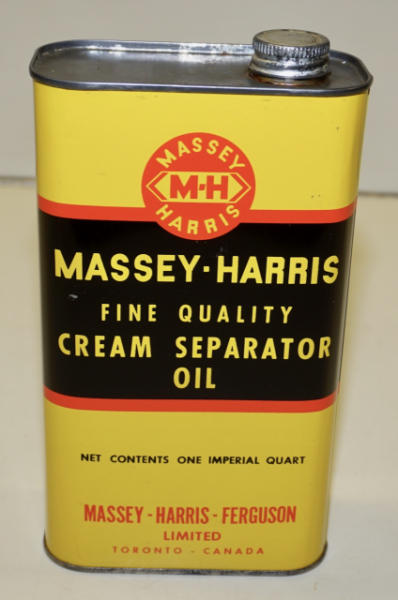 MASSEY
M-H
HARRIS
MASSEY-HARRIS
FINE QUALITY
CREAM SEPARATOR
OIL
NET CONTENTS ONE IMPERIAL QUART
MASSEY-HARRIS-FERGUSON
LIMITED
TORONTO-CANADA